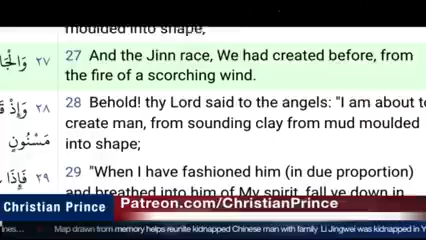 moulded into shape;
27 And the Jinn race, We had created before, from
the fire of a scorching wind.
٢٧
28 Behold! thy Lord said to the angels: "I am about to
create man, from sounding clay from mud moulded
into shape;
٢٨ وَإِذْ
مَسْنُونٍ
29 "When I have fashioned him (in due proportion)
and breathed into him of My spirit, fall ye down in
٢٩ فَإِذَا
Christian Prince
Patreon.com/ChristianPrince
Map drawn from memory helps reunite kidnapped Chinese man with family Li Jingwei was kidnapped in